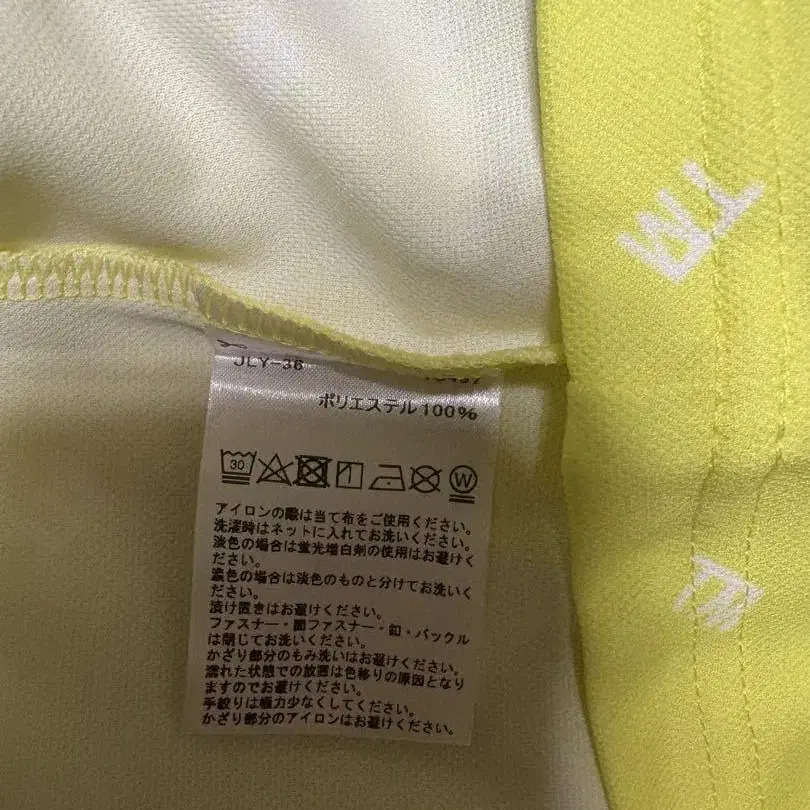 JLY-36
ポリエステル100%
30
W
アイロンの際は当て布をご使用ください。
洗濯時はネットに入れてお洗いください。
淡色の場合は蛍光増白剤の使用はお避けく
ださい。
濃色の場合は淡色のものと分けてお洗いく
ださい。
漬け置きはお避けください。
ファスナー・面ファスナー・釦・バックル
は閉じてお洗いください。
かざり部分のもみ洗いはお避けください。
濡れた状態での放置は色移りの原因となり
ますのでお避けください。
手絞りは極力少なくしてください。
かざり部分のアイロンはお避けください。
TM